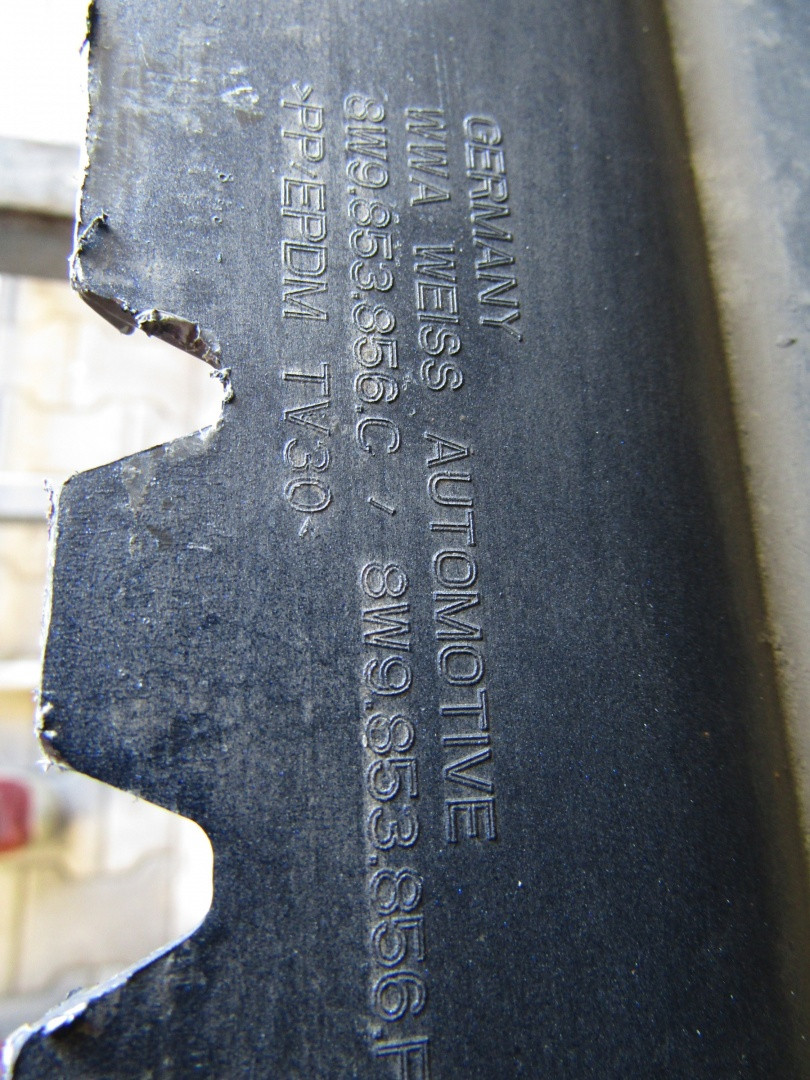 GERMANY
WWA WEISS AUTOMOTIVE
8W9.853.856.C / 8W9.853.856.F
>PP/EPDM TV30<